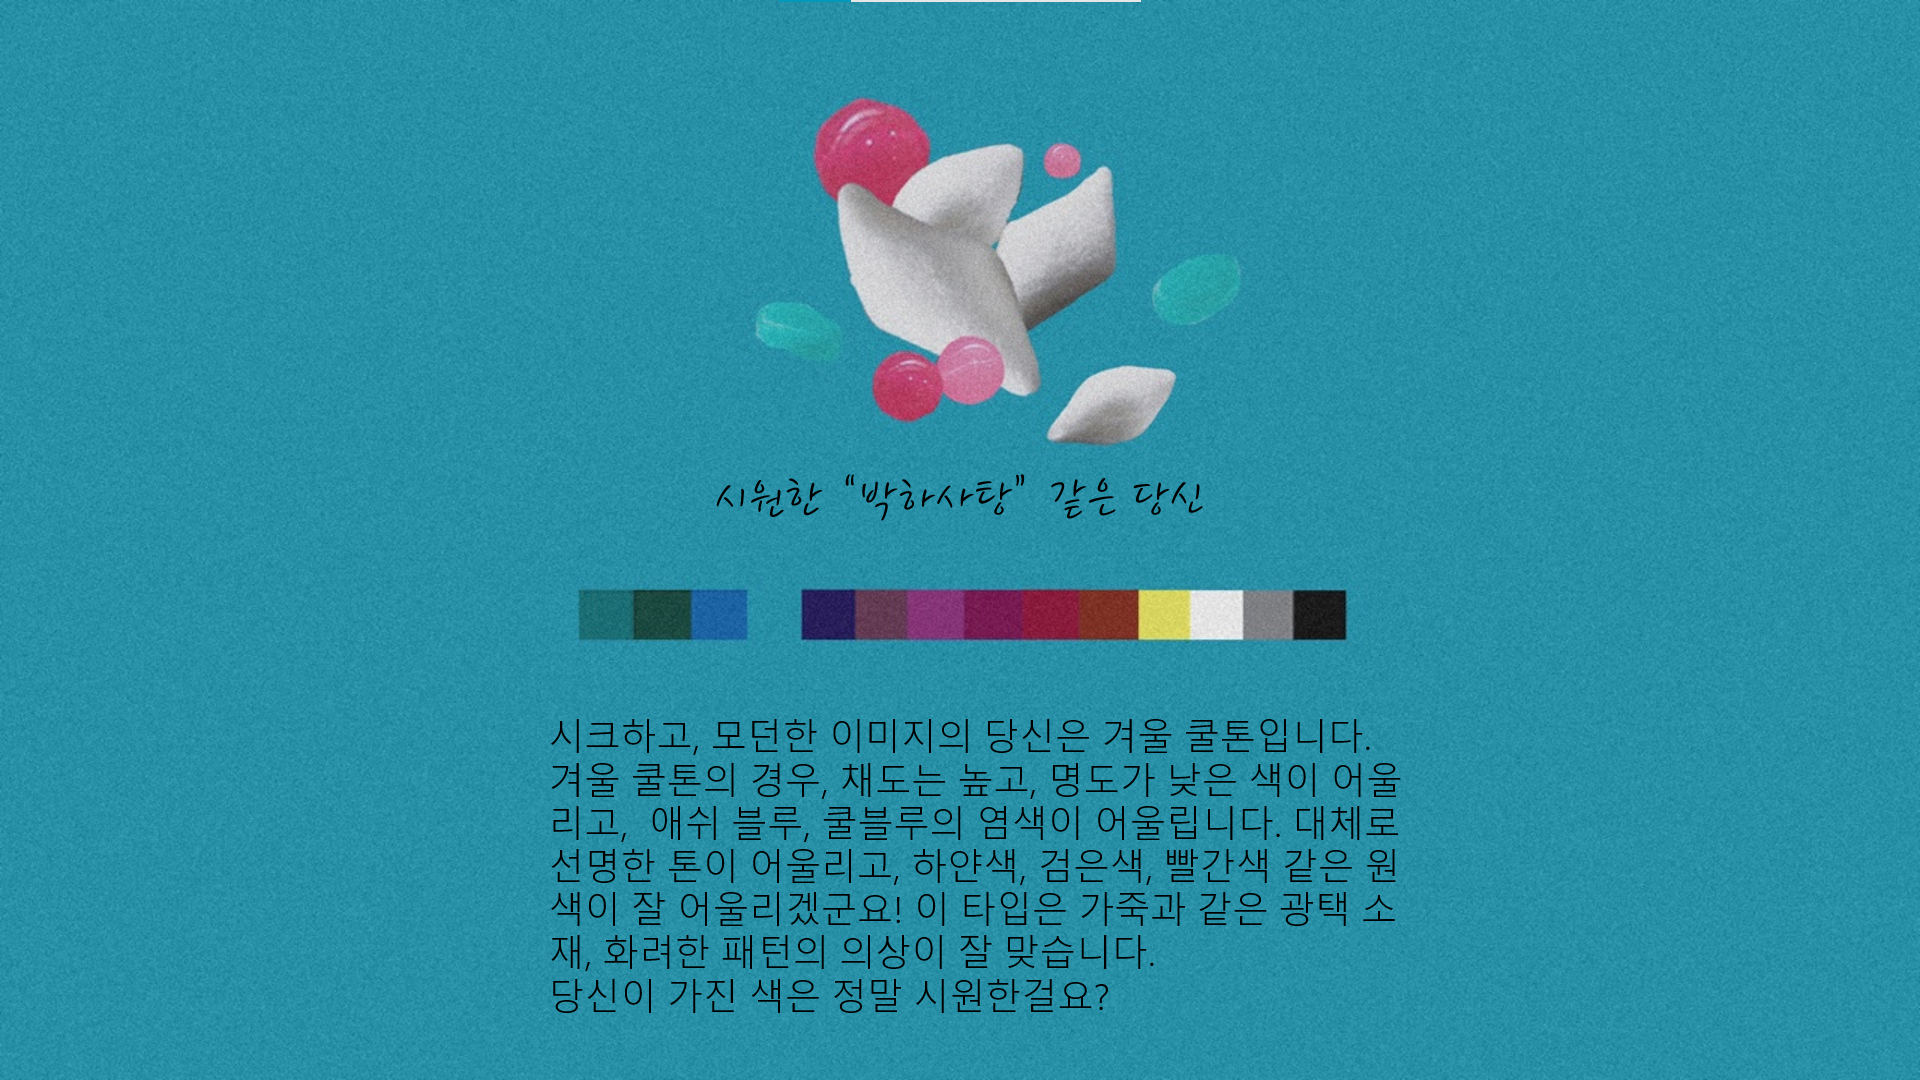 시원한 “박하사탕” 같은 당신
시크하고, 모던한 이미지의 당신은 겨울 쿨톤입니다.
겨울 쿨톤의 경우, 채도는 높고, 명도가 낮은 색이 어울
리고, 애쉬 블루, 쿨블루의 염색이 어울립니다. 대체로
선명한 톤이 어울리고, 하얀색, 검은색, 빨간색 같은 원
색이 잘 어울리겠군요! 이 타입은 가죽과 같은 광택 소
재, 화려한 패턴의 의상이 잘 맞습니다.
당신이 가진 색은 정말 시원한걸요?